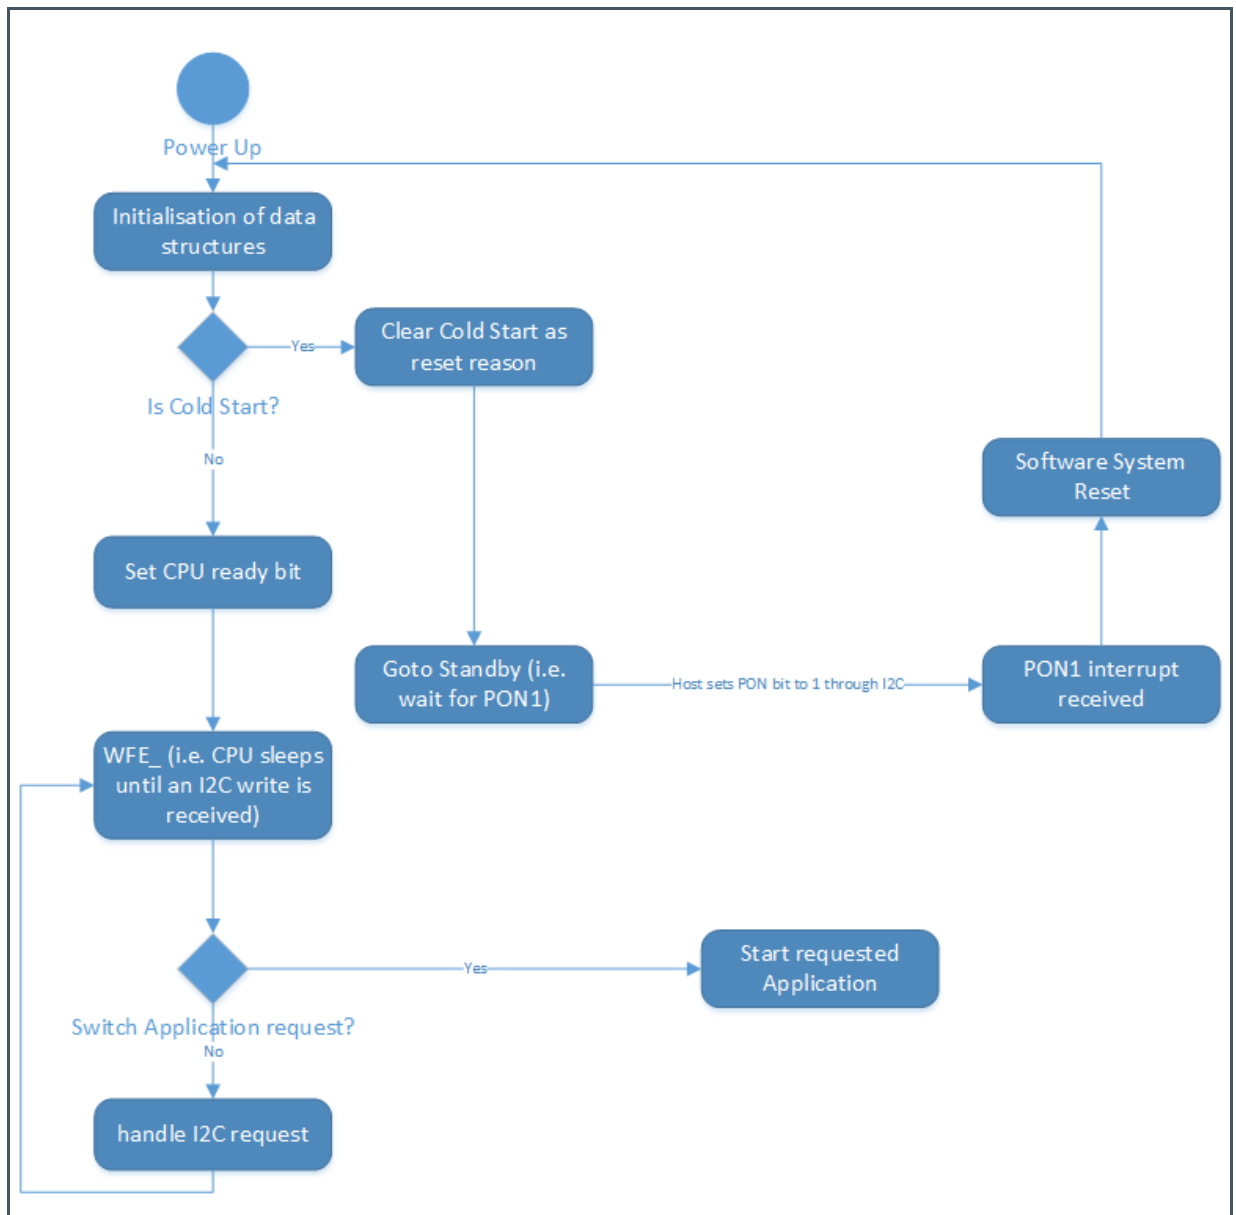 Power Up
Initialisation of data
structures
Yes
Clear Cold Start as
reset reason
Is Cold Start?
No
Software System
Reset
Set CPU ready bit
Goto Standby (i.e.
wait for PON1)
Host sets PON bit to 1 through I2C
PON1 interrupt
received
WFE_ (i.e. CPU sleeps
until an I2C write is
received)
Yes
Start requested
Application
Switch Application request?
No
handle I2C request